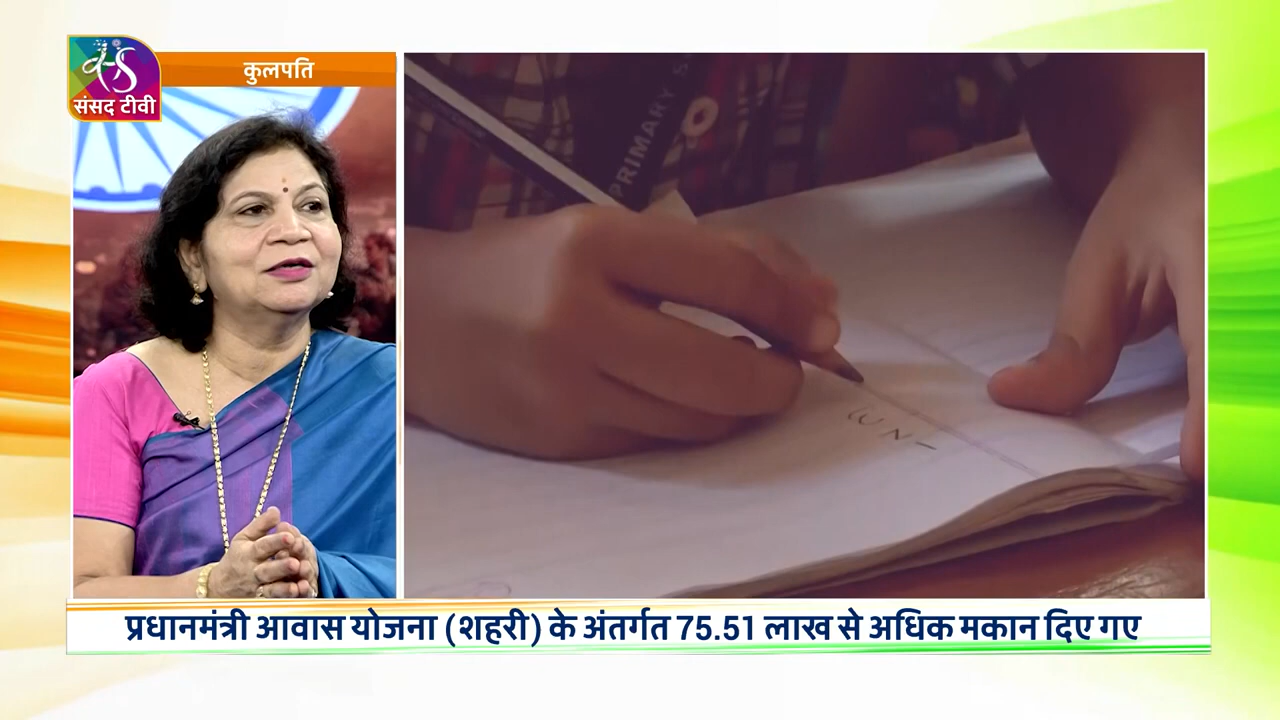 कुलपति
संसद टीवी
PRIMARY S
प्रधानमंत्री आवास योजना (शहरी) के अंतर्गत 75.51 लाख से अधिक मकान दिए गए